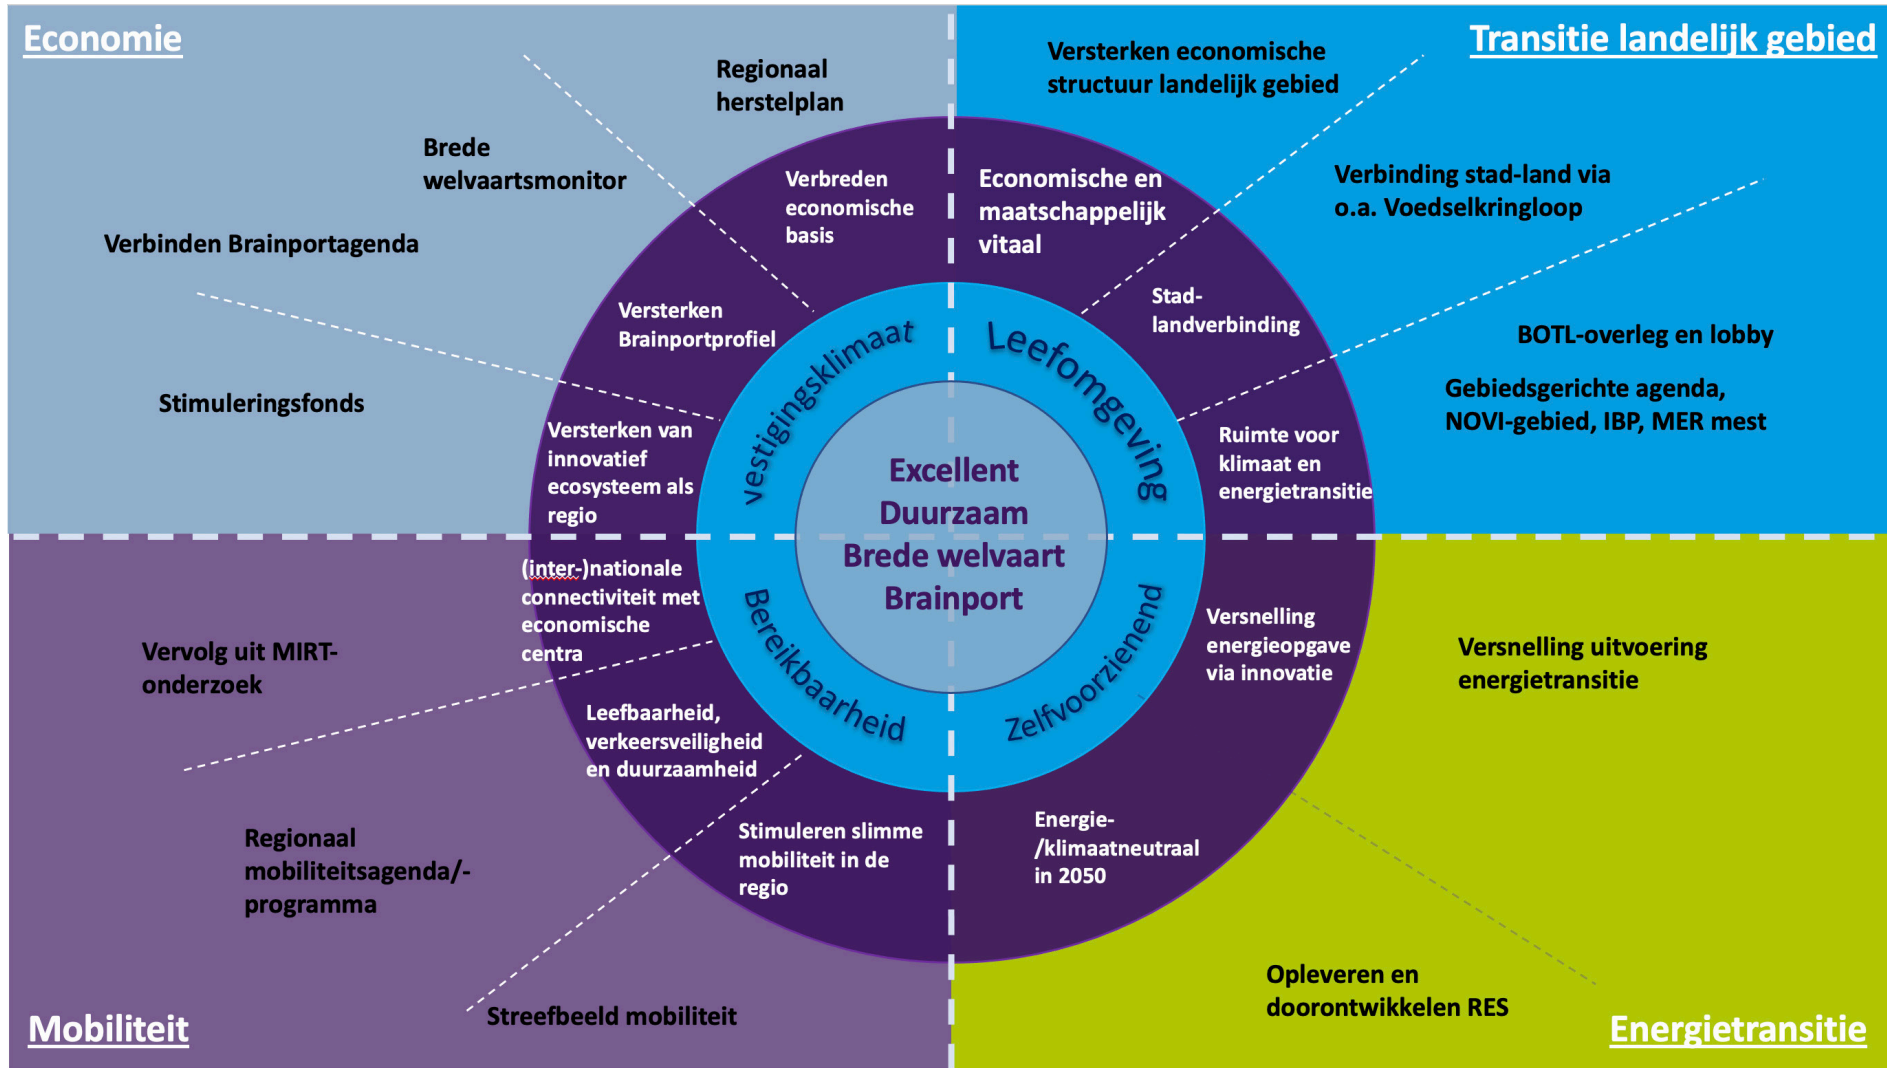 Economie
Regionaal
herstelplan
Brede
welvaartsmonitor
Verbinden Brainportagenda
Stimuleringsfonds
Verbreden
economische
basis
Versterken
Brainportprofiel
Versterken van
innovatief
ecosysteem als
regio
vestigingsklimaat
Transitie landelijk gebied
Versterken economische
structuur landelijk gebied
Verbinding stad-land via
o.a. Voedselkringloop
BOTL-overleg en lobby
Gebiedsgerichte agenda,
NOVI-gebied, IBP, MER mest
Economische en
maatschappelijk
vitaal
Stad-
landverbinding
Ruimte voor
klimaat en
energietransitie
Leefomgeving
Excellent
Duurzaam
Brede welvaart
Brainport
(inter-)nationale
connectiviteit met
economische
centra
Leefbaarheid,
verkeersveiligheid
en duurzaamheid
Stimuleren slimme
mobiliteit in de
regio
Bereikbaarheid
Vervolg uit MIRT-
onderzoek
Regionaal
mobiliteitsagenda/-
programma
Streefbeeld mobiliteit
Mobiliteit
Zelfvoorzienend
Versnelling
energieopgave
via innovatie
Energie-
/klimaatneutraal
in 2050
Versnelling uitvoering
energietransitie
Opleveren en
doorontwikkelen RES
Energietransitie